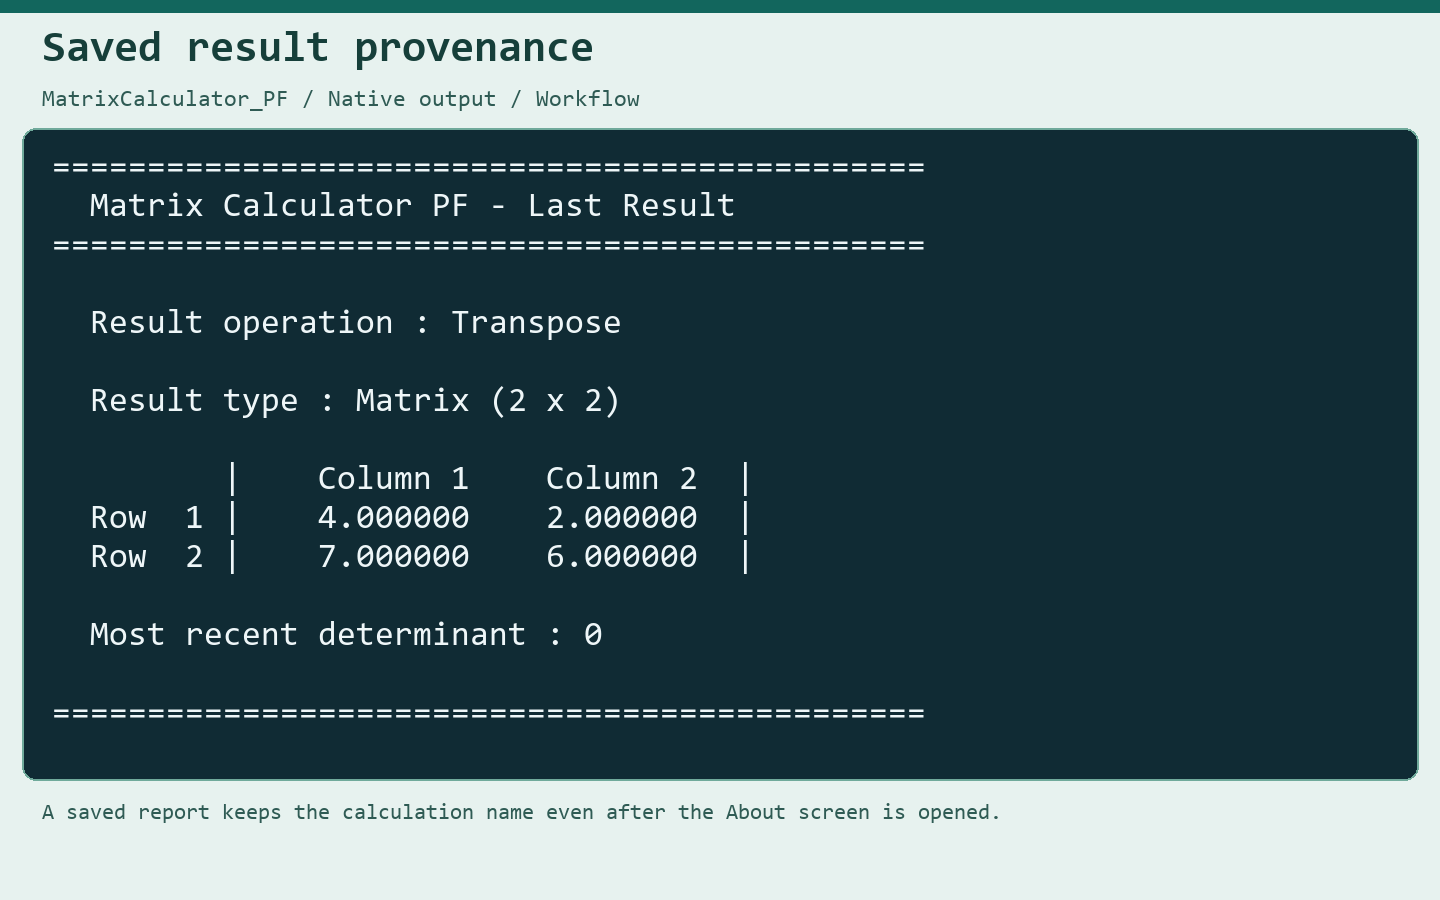 Saved result provenance
MatrixCalculator_PF / Native output / Workflow
==============================================
Matrix Calculator PF - Last Result
==============================================
Result operation : Transpose
Result type : Matrix (2 x 2)
|    Column 1    Column 2  |
Row  1 |    4.000000    2.000000  |
Row  2 |    7.000000    6.000000  |
Most recent determinant : 0
==============================================
A saved report keeps the calculation name even after the About screen is opened.